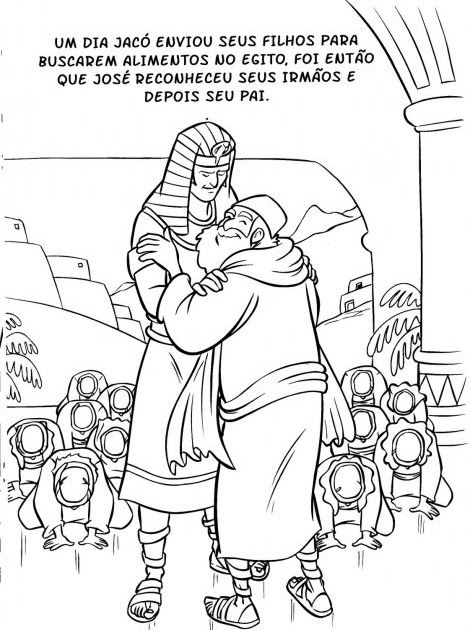 UM DIA JACÓ ENVIOU SEUS FILHOS PARA
BUSCAREM ALIMENTOS NO EGITO, FOI ENTÃO
QUE JOSÉ RECONHECEU SEUS IRMÃOS E
DEPOIS SEU PAI.